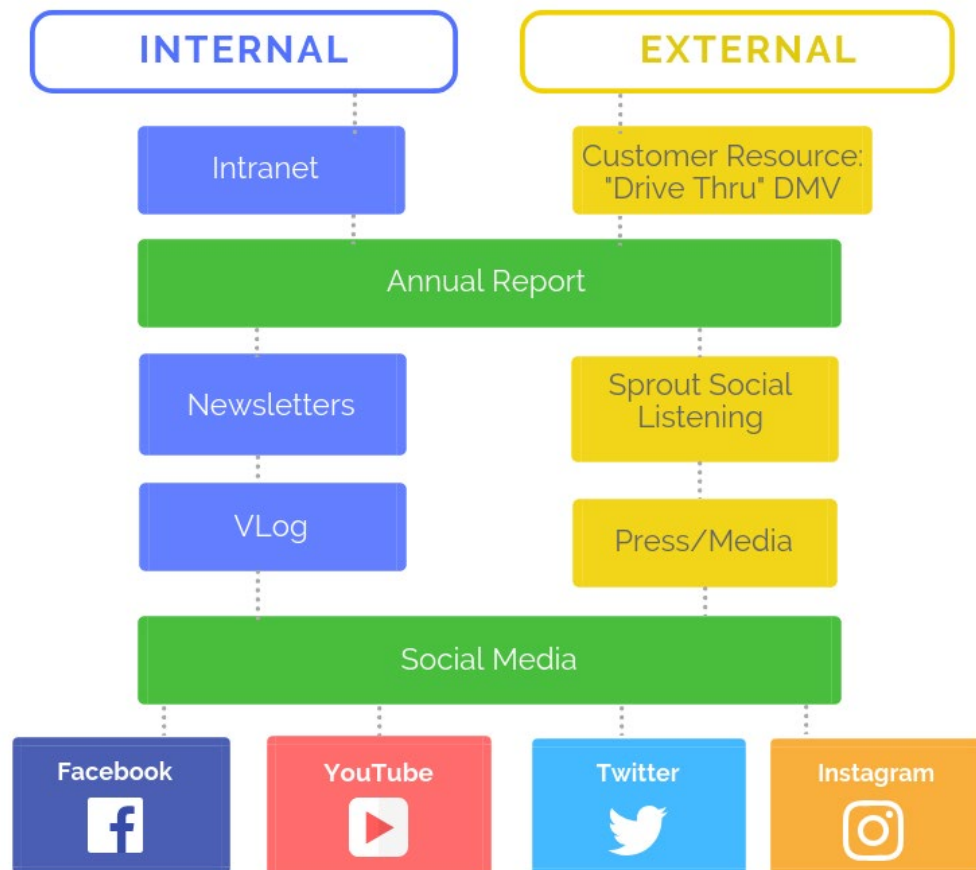 INTERNAL
EXTERNAL
Intranet
Customer Resource:
"Drive Thru" DMV
Annual Report
Newsletters
Sprout Social
Listening
VLog
Press/Media
Social Media
Facebook
YouTube
Twitter
Instagram